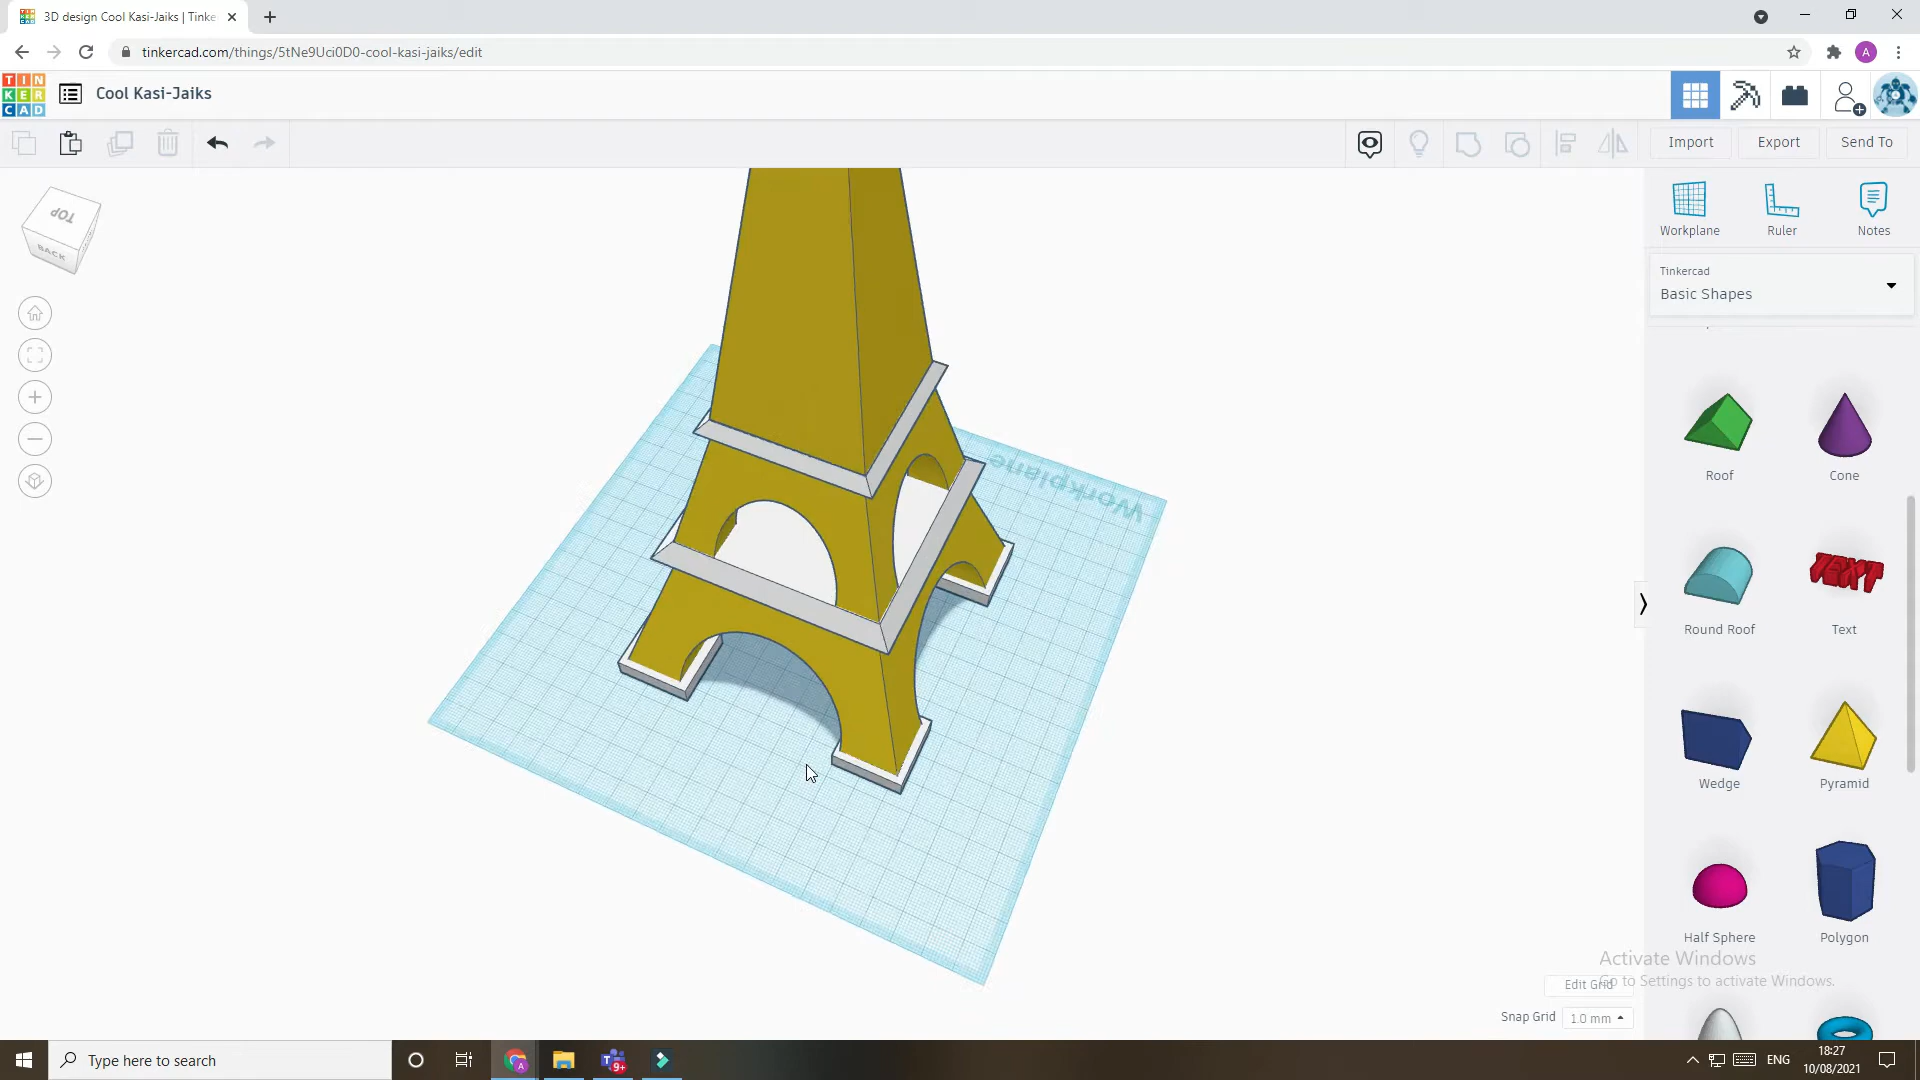 3D design Cool Kasi-Jaiks | Tinke
tinkercad.com/things/5tNe9Uci0D0-cool-kasi-jaiks/edit
A
TIN
KER
CAD
Cool Kasi-Jaiks
Import
Export
Send To
TOP
BACK
Workplane
Ruler
Notes
Tinkercad
Basic Shapes
Workplane
Roof
Cone
TEXT
Round Roof
Text
Wedge
Pyramid
Half Sphere
Polygon
Activate Windows
Go to Settings to activate Windows.
Edit Grid
Snap Grid
1.0 mm
Type here to search
A
9+
ENG
18:27
10/08/2021